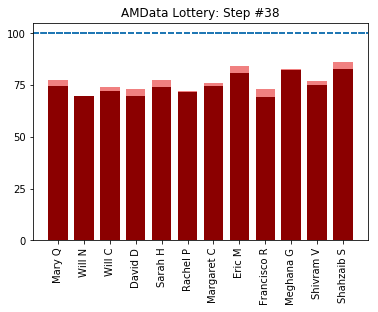 AMData Lottery: Step #38
100
75
50
25
0
Mary Q
Will N
Will C
David D
Sarah H
Rachel P
Margaret C
Eric M
Francisco R
Meghana G
Shivram V
Shahzaib S